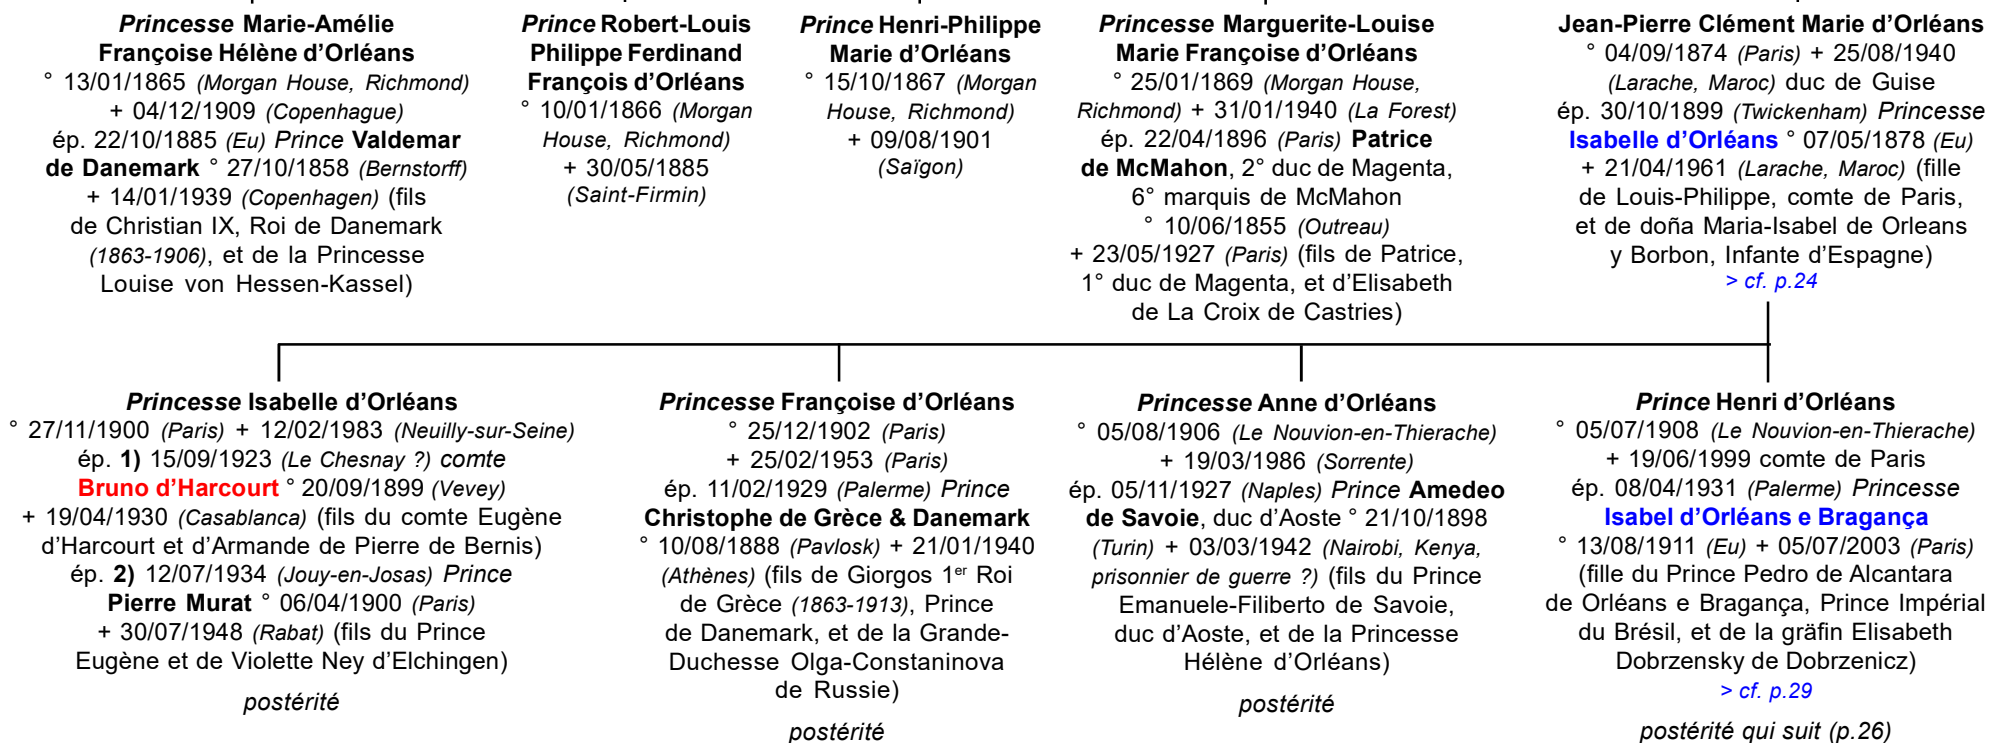 Princesse Marie-Amélie
Françoise Hélène d'Orléans
° 13/01/1865 (Morgan House, Richmond)
+ 04/12/1909 (Copenhague)
ép. 22/10/1885 (Eu) Prince Valdemar
de Danemark ° 27/10/1858 (Bernstorff)
+ 14/01/1939 (Copenhagen) (fils
de Christian IX, Roi de Danemark
(1863-1906), et de la Princesse
Louise von Hessen-Kassel)
Prince Robert-Louis
Philippe Ferdinand
François d'Orléans
° 10/01/1866 (Morgan
House, Richmond)
+ 30/05/1885
(Saint-Firmin)
Prince Henri-Philippe
Marie d'Orléans
° 15/10/1867 (Morgan
House, Richmond)
+ 09/08/1901
(Saïgon)
Princesse Marguerite-Louise
Marie Françoise d'Orléans
° 25/01/1869 (Morgan House,
Richmond) + 31/01/1940 (La Forest)
ép. 22/04/1896 (Paris) Patrice
de McMahon, 2° duc de Magenta,
6° marquis de McMahon
° 10/06/1855 (Outreau)
+ 23/05/1927 (Paris) (fils de Patrice,
1° duc de Magenta, et d'Elisabeth
de La Croix de Castries)
Jean-Pierre Clément Marie d'Orléans
° 04/09/1874 (Paris) + 25/08/1940
(Larache, Maroc) duc de Guise
ép. 30/10/1899 (Twickenham) Princesse
Isabelle d'Orléans ° 07/05/1878 (Eu)
+ 21/04/1961 (Larache, Maroc) (fille
de Louis-Philippe, comte de Paris,
et de doña Maria-Isabel de Orleans
y Borbon, Infante d'Espagne)
> cf. p.24
Princesse Isabelle d'Orléans
° 27/11/1900 (Paris) + 12/02/1983 (Neuilly-sur-Seine)
ép. 1) 15/09/1923 (Le Chesnay ?) comte
Bruno d'Harcourt ° 20/09/1899 (Vevey)
+ 19/04/1930 (Casablanca) (fils du comte Eugène
d'Harcourt et d'Armande de Pierre de Bernis)
ép. 2) 12/07/1934 (Jouy-en-Josas) Prince
Pierre Murat ° 06/04/1900 (Paris)
+ 30/07/1948 (Rabat) (fils du Prince
Eugène et de Violette Ney d'Elchingen)
postérité
Princesse Françoise d'Orléans
° 25/12/1902 (Paris)
+ 25/02/1953 (Paris)
ép. 11/02/1929 (Palerme) Prince
Christophe de Grèce & Danemark
° 10/08/1888 (Pavlosk) + 21/01/1940
(Athènes) (fils de Giorgos 1er Roi
de Grèce (1863-1913), Prince
de Danemark, et de la Grande-
Duchesse Olga-Constaninova
de Russie)
postérité
Princesse Anne d'Orléans
° 05/08/1906 (Le Nouvion-en-Thierache)
+ 19/03/1986 (Sorrente)
ép. 05/11/1927 (Naples) Prince Amedeo
de Savoie, duc d'Aoste ° 21/10/1898
(Turin) + 03/03/1942 (Nairobi, Kenya,
prisonnier de guerre ?) (fils du Prince
Emanuele-Filiberto de Savoie,
duc d'Aoste, et de la Princesse
Hélène d'Orléans)
postérité
Prince Henri d'Orléans
° 05/07/1908 (Le Nouvion-en-Thierache)
+ 19/06/1999 comte de Paris
ép. 08/04/1931 (Palerme) Princesse
Isabel d'Orléans e Bragança
° 13/08/1911 (Eu) + 05/07/2003 (Paris)
(fille du Prince Pedro de Alcantara
de Orléans e Bragança, Prince Impérial
du Brésil, et de la gräfin Elisabeth
Dobrzensky de Dobrzenicz)
> cf. p.29
postérité qui suit (p.26)